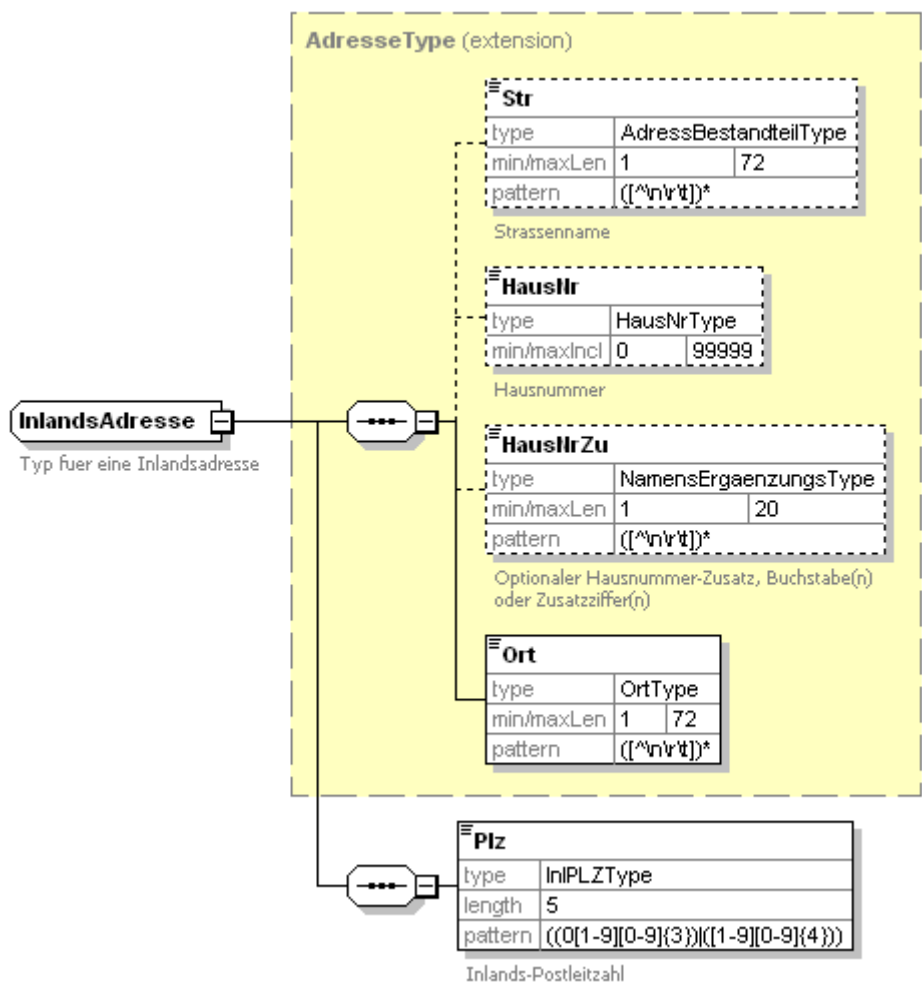 AdresseType (extension)
Str
type AdressBestandteilType
min/maxLen 1 72
pattern ([^\n\r\t])*
Strassenname
HausNr
type HausNrType
min/maxIncl 0 99999
Hausnummer
InlandsAdresse
Typ fuer eine Inlandsadresse
HausNrZu
type NamensErgaenzungsType
min/maxLen 1 20
pattern ([^\n\r\t])*
Optionaler Hausnummer-Zusatz, Buchstabe(n)
oder Zusatzziffer(n)
Ort
type OrtType
min/maxLen 1 72
pattern ([^\n\r\t])*
Plz
type InlPLZType
length 5
pattern ((0[1-9][0-9]{3})|([1-9][0-9]{4}))
Inlands-Postleitzahl